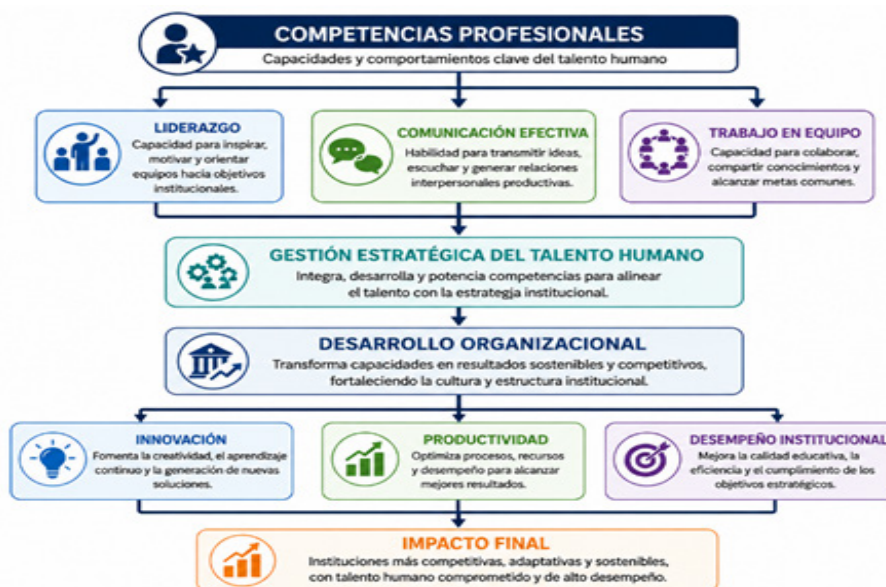 COMPETENCIAS PROFESIONALES
Capacidades y comportamientos clave del talento humano
LIDERAZGO
Capacidad para inspirar,
motivar y orientar
equipos hacia objetivos
institucionales.
COMUNICACIÓN EFECTIVA
Habilidad para transmitir ideas,
escuchar y generar relaciones
interpersonales productivas.
TRABAJO EN EQUIPO
Capacidad para colaborar,
compartir conocimientos y
alcanzar metas comunes.
GESTIÓN ESTRATÉGICA DEL TALENTO HUMANO
Integra, desarrolla y potencia competencias para alinear
el talento con la estrategja institucional.
DESARROLLO ORGANIZACIONAL
Transforma capacidades en resultados sostenibles y competitivos,
fortaleciendo la cultura y estructura institucional.
INNOVACIÓN
Fomenta la creatividad, el aprendizaje
continuo y la generación de nuevas
soluciones.
PRODUCTIVIDAD
Optimiza procesos, recursos
y desempeño para alcanzar
mejores resultados.
DESEMPEÑO INSTITUCIONAL
Mejora la calidad educativa, la
eficiencia y el cumplimiento de los
objetivos estratégicos.
IMPACTO FINAL
Instituciones más competitivas, adaptativas y sostenibles,
con talento humano comprometido y de alto desempeño.